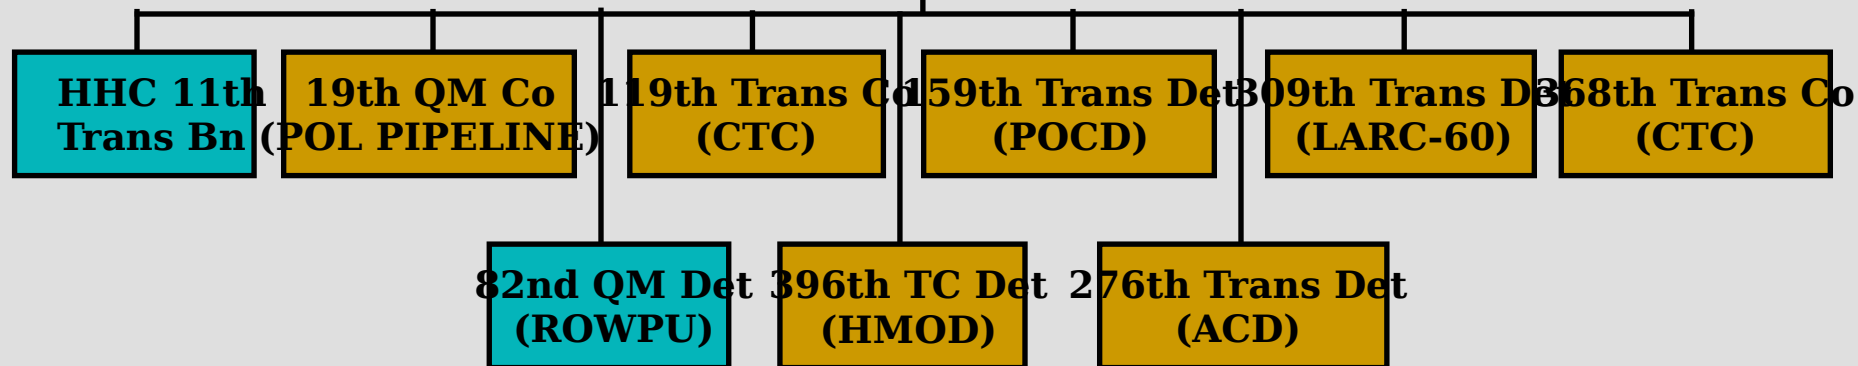 HHC 11th
Trans Bn
19th QM Co
(POL PIPELINE)
119th Trans Co
(CTC)
159th Trans Det
(POCD)
309th Trans Det
(LARC-60)
368th Trans Co
(CTC)
82nd QM Det
(ROWPU)
396th TC Det
(HMOD)
276th Trans Det
(ACD)